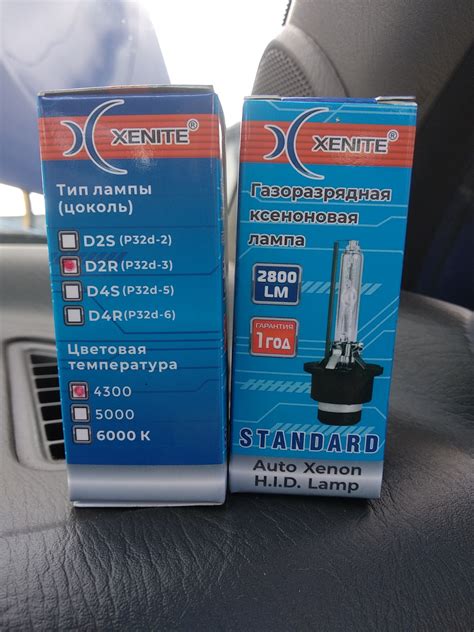 XENITE®
Тип лампы
(цоколь)
D2S (P32d-2)
D2R (P32d-3)
D4S (P32d-5)
D4R (P32d-6)
Цветовая
температура
4300
5000
6000 K
XENITE®
Газоразрядная
ксеноновая
лампа
2800
LM
ГАРАНТИЯ
1 ГОД
STANDARD
Auto Xenon
H.I.D. Lamp